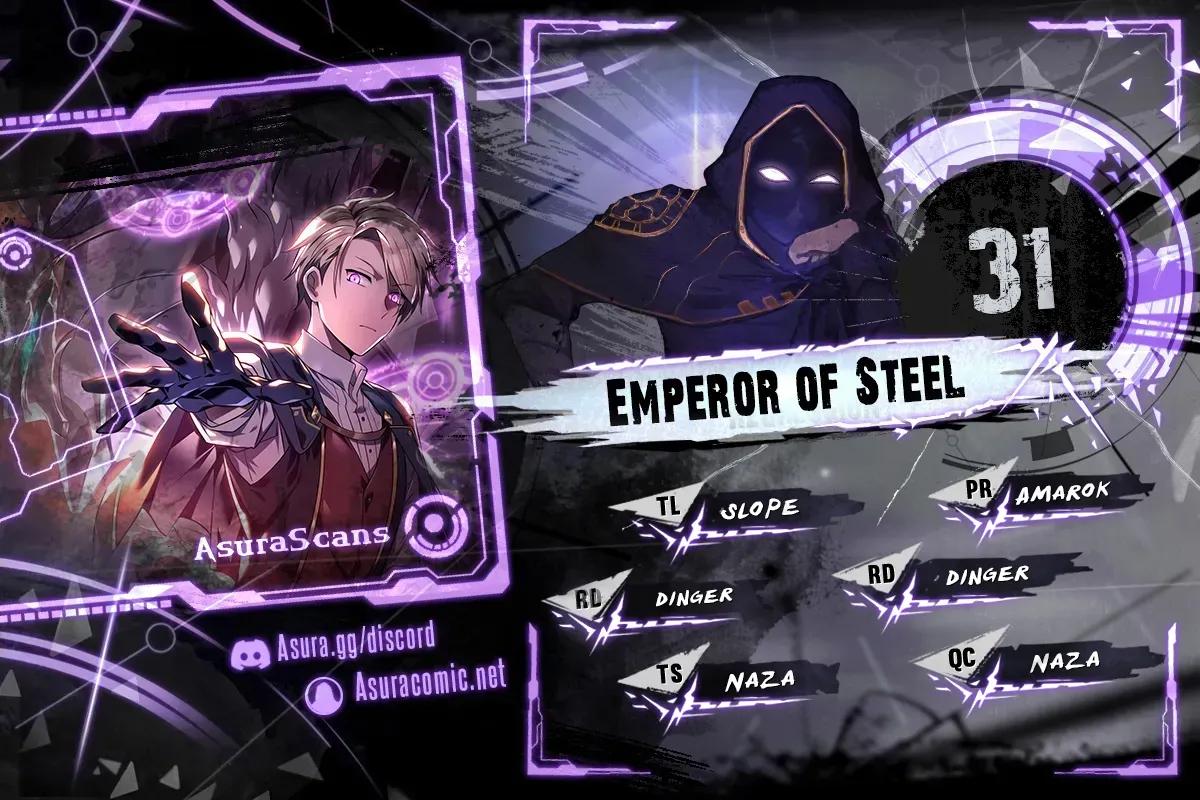 31
EMPEROR OF STEEL
TL SLOPE
PR AMAROK
RD DINGER
RD DINGER
TS NAZA
QC NAZA
AsuraScans
Asura.gg/discord
Asuracomic.net